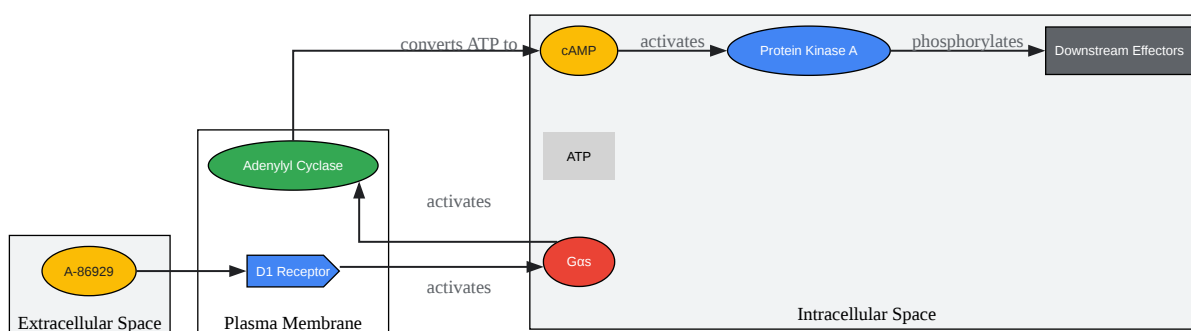 converts ATP to
cAMP
activates
Protein Kinase A
phosphorylates
Downstream Effectors
ATP
Adenylyl Cyclase
activates
Gαs
A-86929
D1 Receptor
activates
Extracellular Space
Plasma Membrane
Intracellular Space